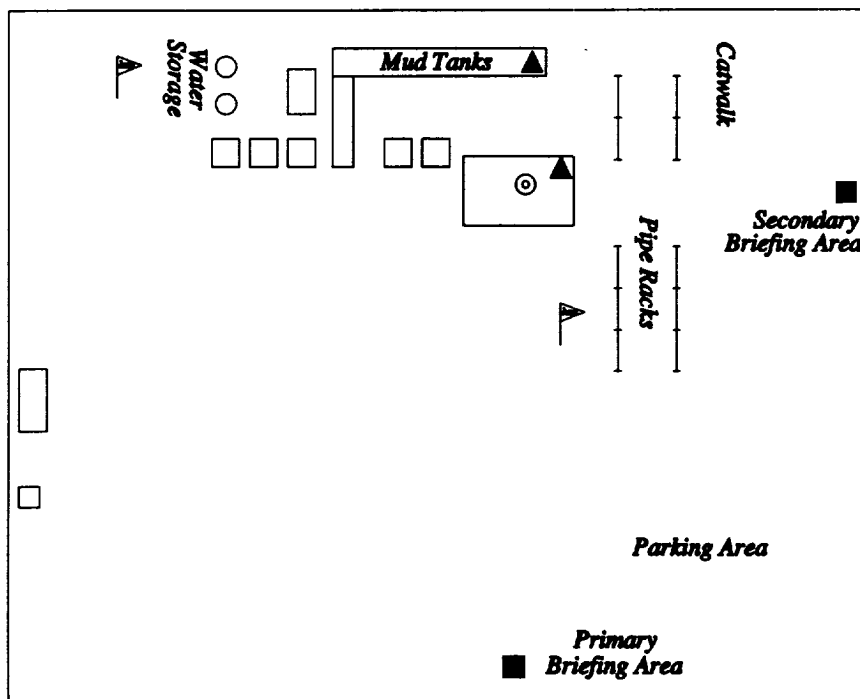 Water
Storage
Mud Tanks
Catwalk
Secondary
Briefing Area
Pipe Racks
Parking Area
Primary
Briefing Area